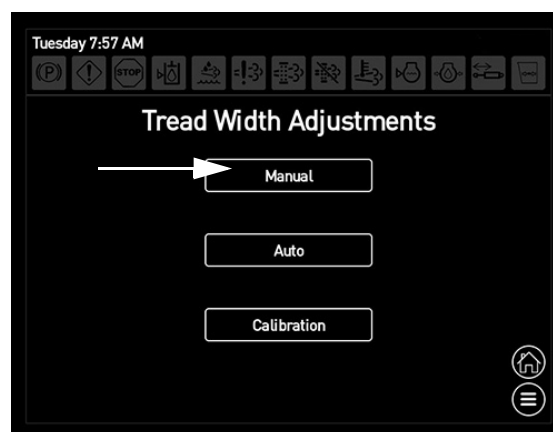 Tuesday 7:57 AM
(P) STOP
Tread Width Adjustments
Manual
Auto
Calibration